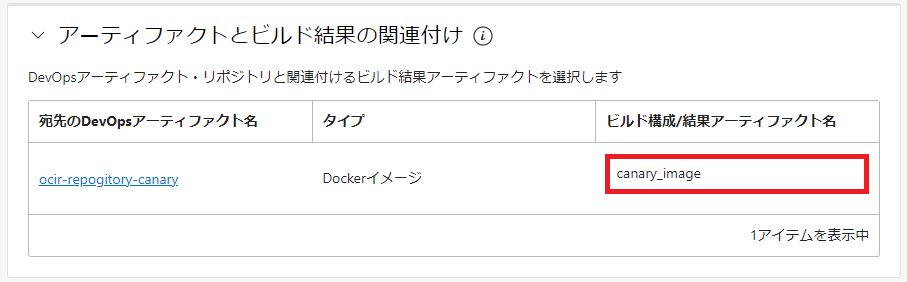 アーティファクトとビルド結果の関連付け
DevOpsアーティファクト・リポジトリと関連付けるビルド結果アーティファクトを選択します
宛先のDevOpsアーティファクト名 タイプ ビルド構成/結果アーティファクト名
ocir-repogitory-canary Dockerイメージ canary_image
1アイテムを表示中